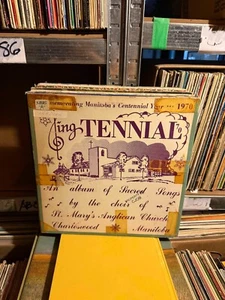 86
Commemorating Manitoba's Centennial Year 1970
Sing-TENNIAL
An album of Sacred Songs
by the choir of
St. Mary's Anglican Church
Charleswood Manitoba